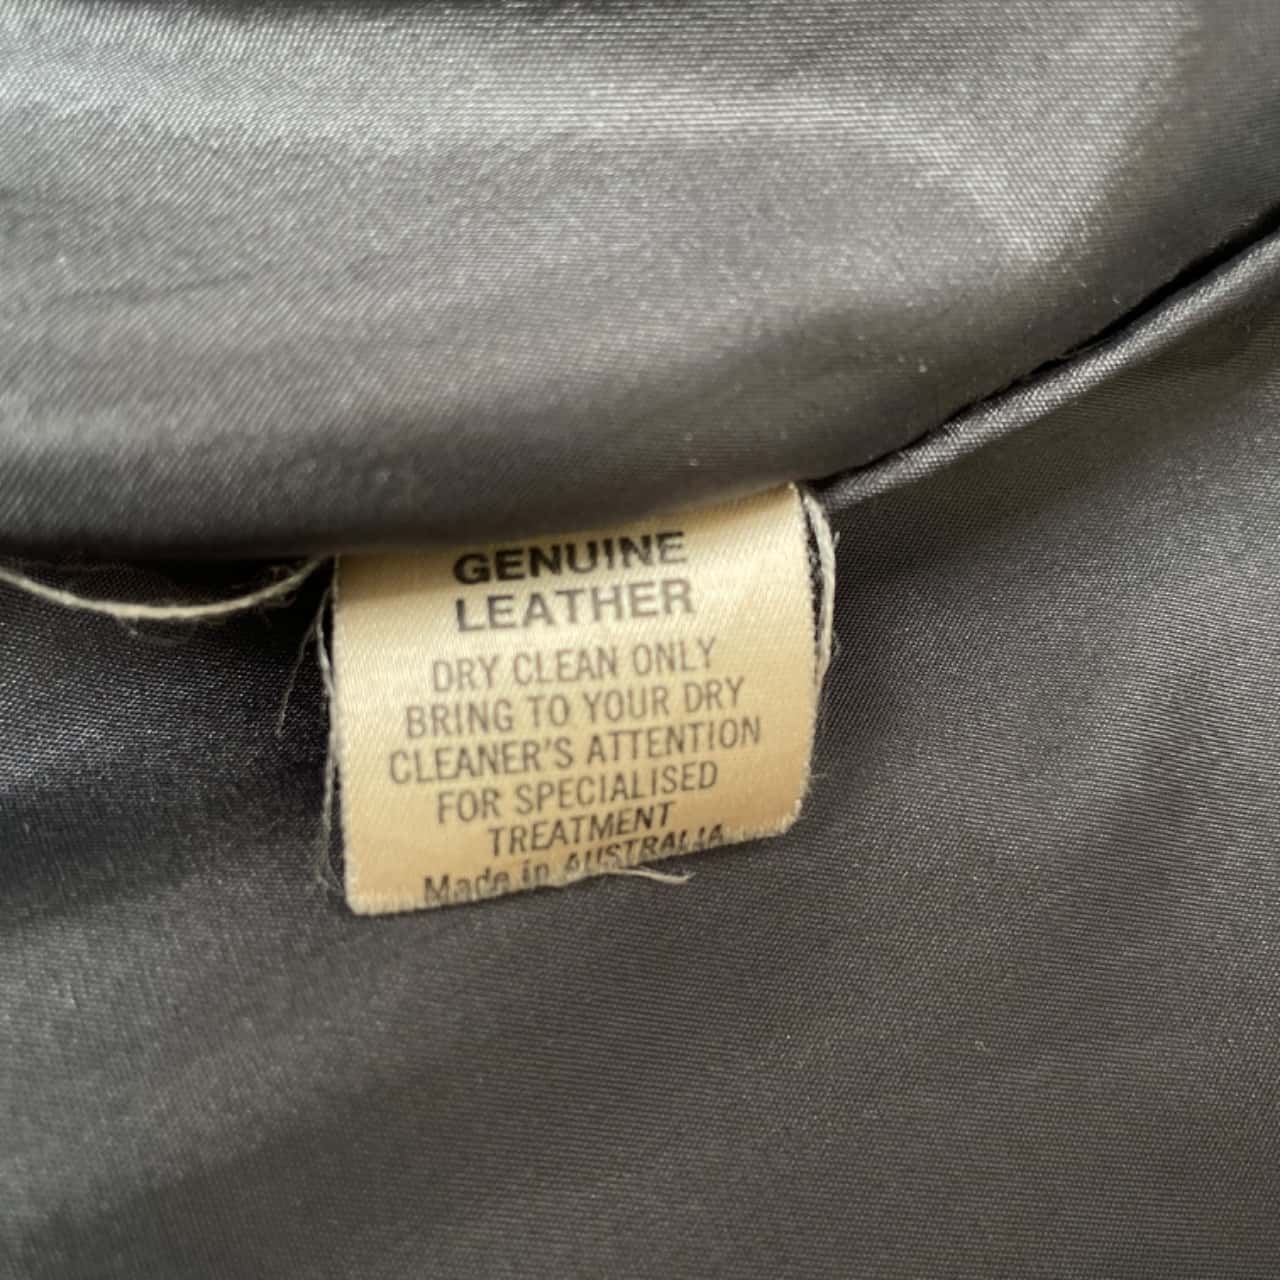 GENUINE
LEATHER
DRY CLEAN ONLY
BRING TO YOUR DRY
CLEANER'S ATTENTION
FOR SPECIALISED
TREATMENT
Made in AUSTRALIA